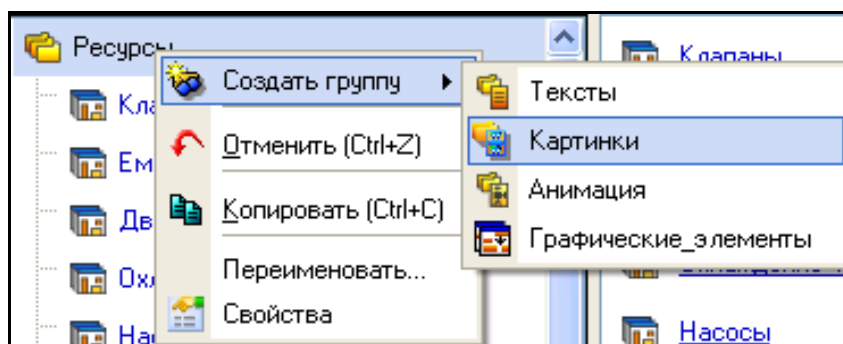 Ресурсы
Клапаны
Создать группу
Тексты
Картинки
Отменить (Ctrl+Z)
Анимация
Копировать (Ctrl+C)
Графические_элементы
Переименовать...
Свойства
Насосы